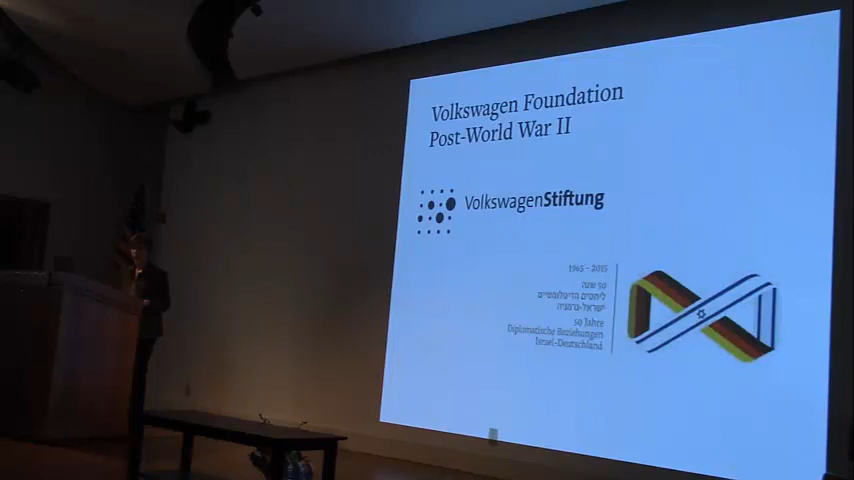 Volkswagen Foundation
Post-World War II
VolkswagenStiftung
1965 - 2015
50 שנה
ליחסים הדיפלומטיים
ישראל-גרמניה
50 Jahre
Diplomatische Beziehungen
Israel-Deutschland